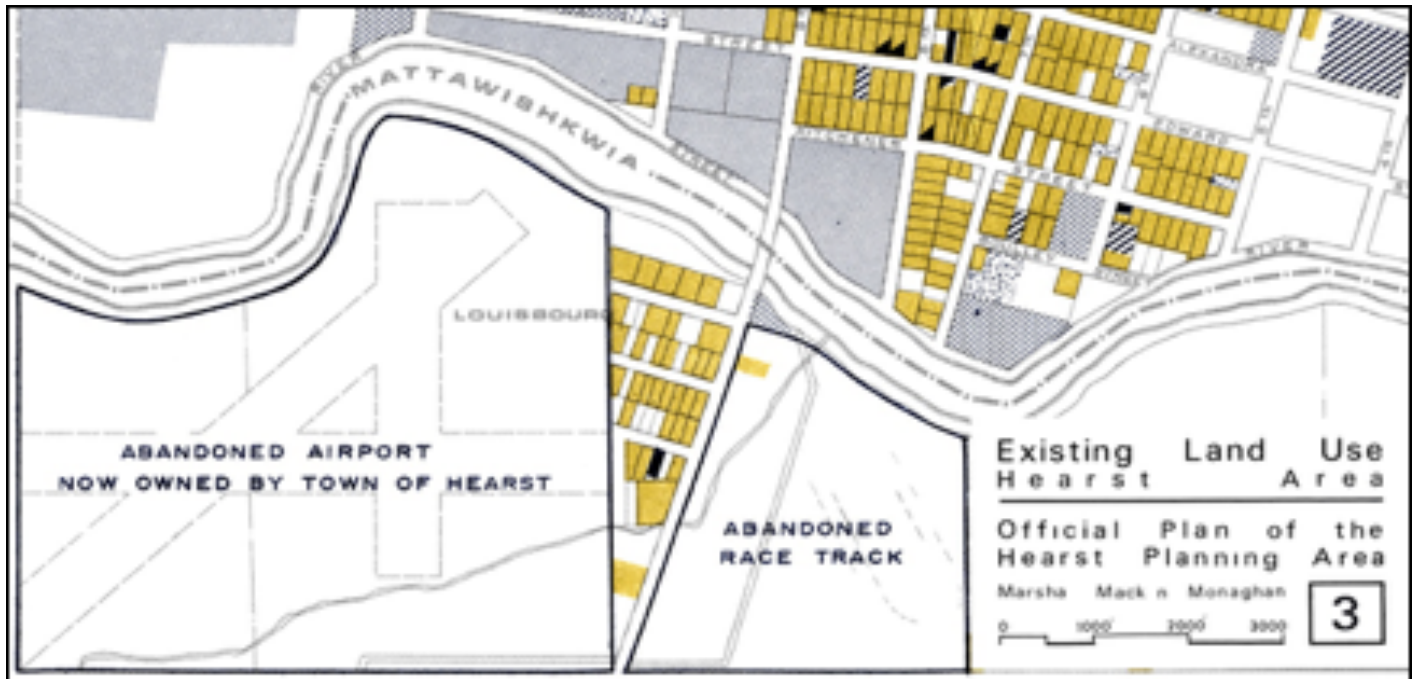 STREET
ALEXANDRA
RIVER
MATTAWISHKWIA
STREET
KITCHENER
STREET
EDWARD
STREET
RIVER
LOUISBOURG
ABANDONED AIRPORT
NOW OWNED BY TOWN OF HEARST
ABANDONED
RACE TRACK
Existing Land Use
Hearst Area
Official Plan of the
Hearst Planning Area
Marsha Mack n Monaghan
0 1000' 2000' 3000
3